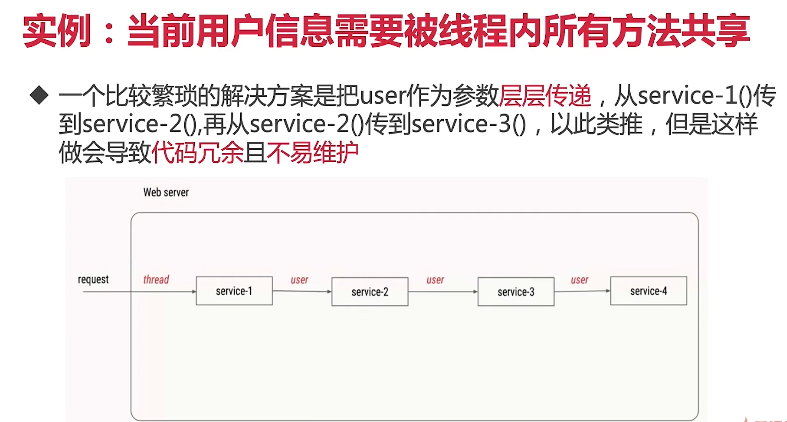 实例：当前用户信息需要被线程内所有方法共享
◆ 一个比较繁琐的解决方案是把user作为参数层层传递，从service-1()传
到service-2(),再从service-2()传到service-3()，以此类推，但是这样
做会导致代码冗余且不易维护
Web server
request thread user user user
service-1 service-2 service-3 service-4